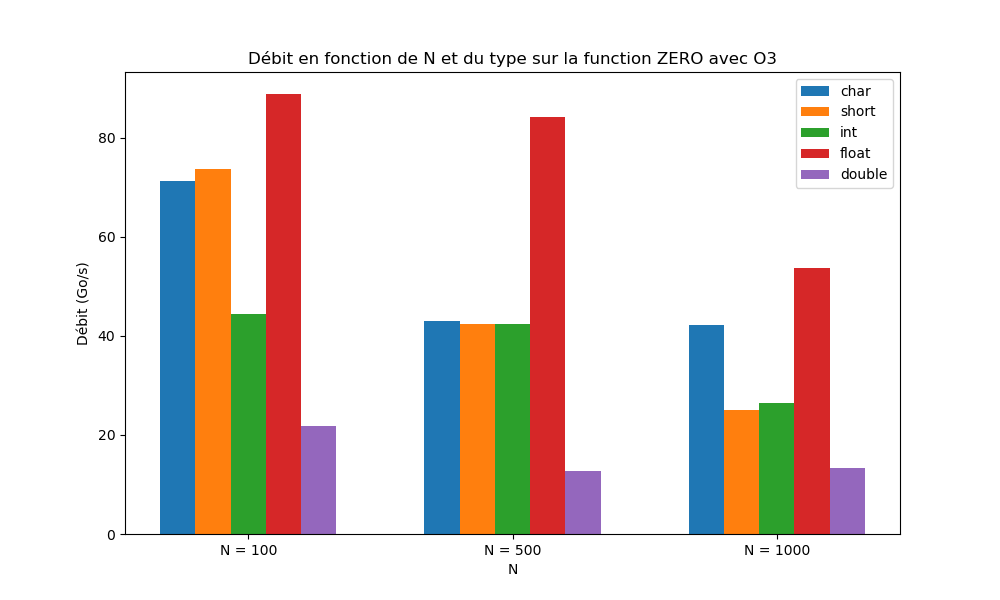 Débit en fonction de N et du type sur la function ZERO avec O3
char
short
int
float
double
Débit (Go/s)
80
60
40
20
0
N = 100
N = 500
N = 1000
N